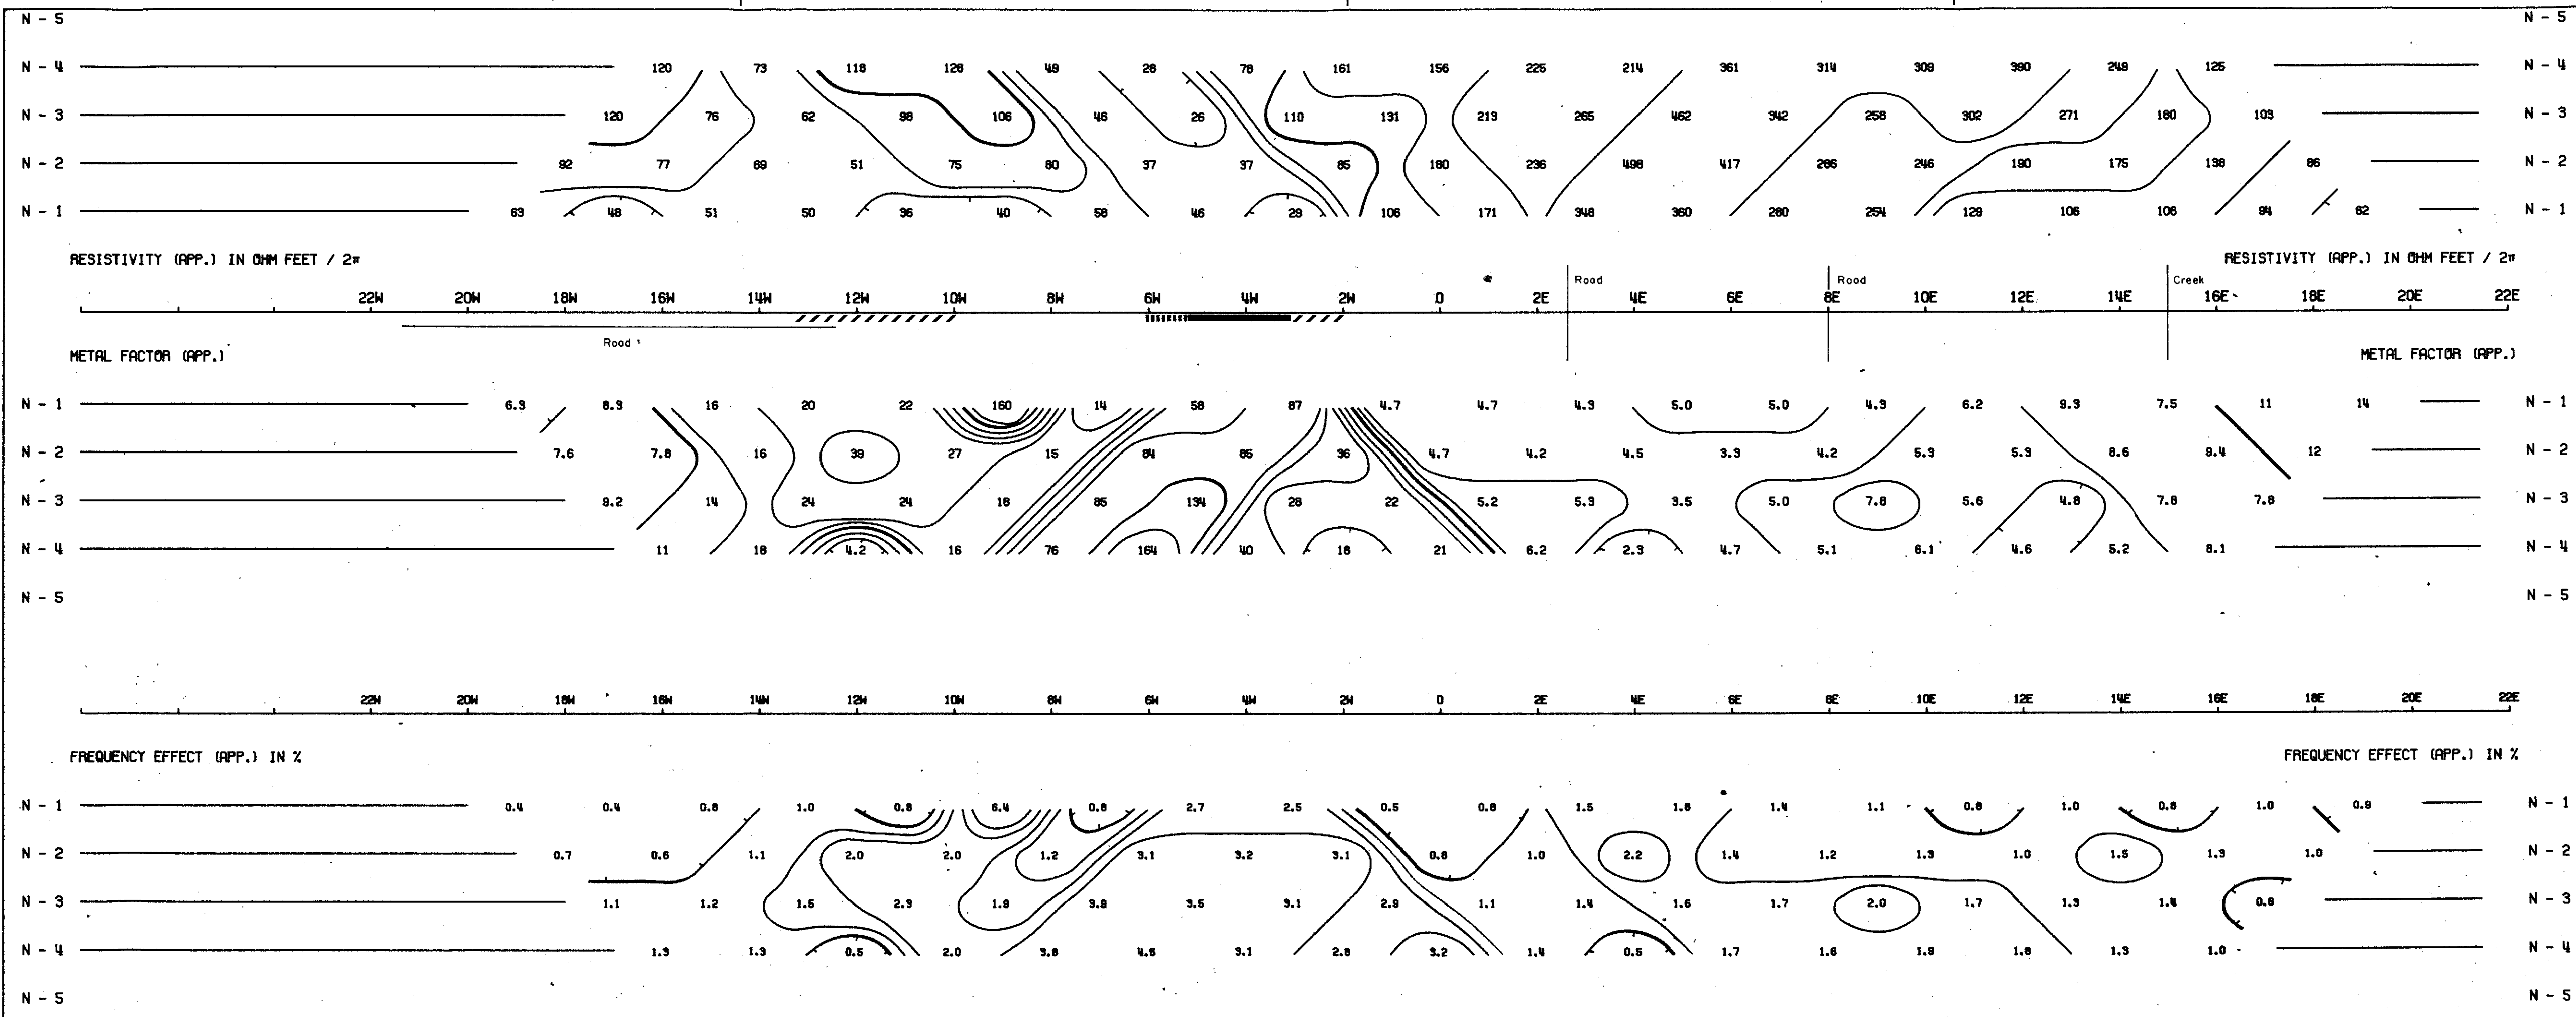 N - 5 N - 5
N - 4 120 73 118 128 49 28 78 161 156 225 214 361 314 309 390 248 125 N - 4
N - 3 120 76 62 98 106 46 26 110 131 213 265 462 342 258 302 271 180 103 N - 3
N - 2 92 77 69 51 75 80 37 37 85 180 236 498 417 286 246 190 175 138 86 N - 2
N - 1 63 48 51 50 36 40 58 46 29 106 171 348 360 280 254 129 106 106 94 62 N - 1
RESISTIVITY (APP.) IN OHM FEET / 2π RESISTIVITY (APP.) IN OHM FEET / 2π
Road Road Creek
22W 20W 18W 16W 14W 12W 10W 8W 6W 4W 2W 0 2E 4E 6E 8E 10E 12E 14E 16E 18E 20E 22E
Road
METAL FACTOR (APP.) METAL FACTOR (APP.)
N - 1 6.3 8.3 16 20 22 160 14 58 87 4.7 4.7 4.3 5.0 5.0 4.3 6.2 9.3 7.5 11 14 N - 1
N - 2 7.6 7.8 16 39 27 15 84 85 36 4.7 4.2 4.5 3.3 4.2 5.3 5.3 8.6 9.4 12 N - 2
N - 3 9.2 14 24 24 18 85 134 28 22 5.2 5.3 3.5 5.0 7.8 5.6 4.8 7.8 7.8 N - 3
N - 4 11 18 4.2 16 76 164 40 18 21 6.2 2.3 4.7 5.1 6.1 4.6 5.2 8.1 N - 4
N - 5 N - 5
22W 20W 18W 16W 14W 12W 10W 8W 6W 4W 2W 0 2E 4E 6E 8E 10E 12E 14E 16E 18E 20E 22E
FREQUENCY EFFECT (APP.) IN % FREQUENCY EFFECT (APP.) IN %
N - 1 0.4 0.4 0.8 1.0 0.8 6.4 0.8 2.7 2.5 0.5 0.8 1.5 1.8 1.4 1.1 0.8 1.0 0.8 1.0 0.9 N - 1
N - 2 0.7 0.6 1.1 2.0 2.0 1.2 3.1 3.2 3.1 0.8 1.0 2.2 1.4 1.2 1.3 1.0 1.5 1.3 1.0 N - 2
N - 3 1.1 1.2 1.5 2.3 1.9 3.9 3.5 3.1 2.9 1.1 1.4 1.6 1.7 2.0 1.7 1.3 1.4 0.8 N - 3
N - 4 1.3 1.3 0.5 2.0 3.8 4.6 3.1 2.8 3.2 1.4 0.5 1.7 1.6 1.9 1.8 1.3 1.0 N - 4
N - 5 N - 5